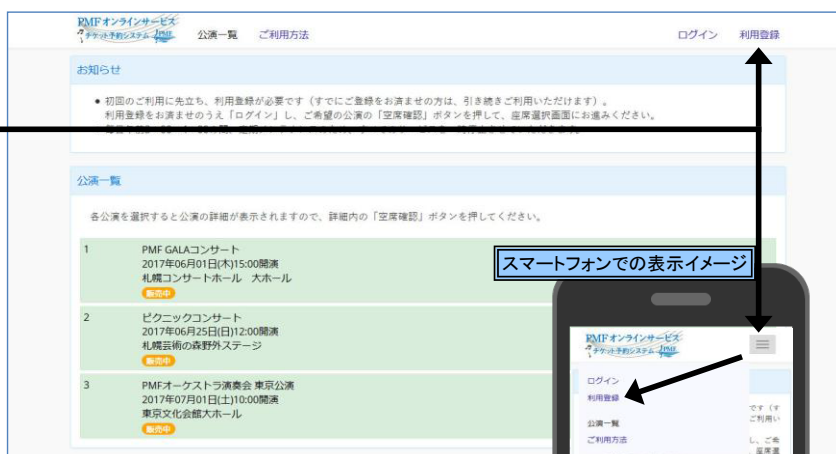 PMFオンラインサービス
チケット予約システム PMF
公演一覧 ご利用方法 ログイン 利用登録
お知らせ
● 初回のご利用に先立ち、利用登録が必要です（すでにご登録をお済ませの方は、引き続きご利用いただけます）。
利用登録をお済ませのうえ「ログイン」し、ご希望の公演の「空席確認」ボタンを押して、座席選択画面にお進みください。
公演一覧
各公演を選択すると公演の詳細が表示されますので、詳細内の「空席確認」ボタンを押してください。
1 PMF GALAコンサート
2017年06月01日(木)15:00開演
札幌コンサートホール 大ホール
販売中
2 ピクニックコンサート
2017年06月25日(日)12:00開演
札幌芸術の森野外ステージ
販売中
3 PMFオーケストラ演奏会 東京公演
2017年07月01日(土)10:00開演
東京文化会館大ホール
販売中
スマートフォンでの表示イメージ
PMFオンラインサービス
チケット予約システム PMF
ログイン
利用登録
公演一覧
ご利用方法
です（す
ご利用い
し、ご希
、座席選